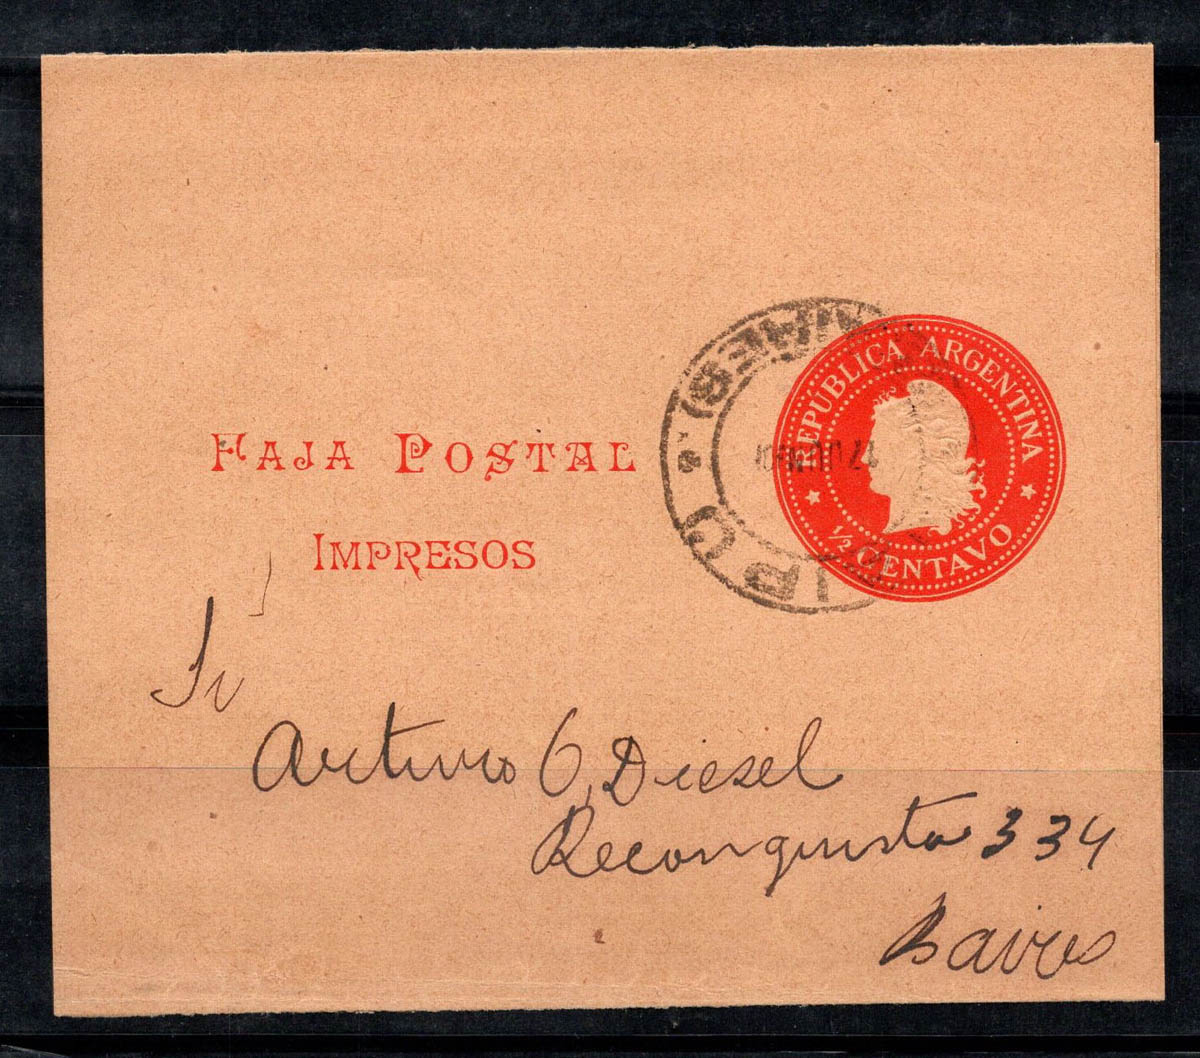 FAJA POSTAL
IMPRESOS
REPUBLICA ARGENTINA
½ CENTAVO
Sr
Arturo C, Diesel
Reconquista 334
Baires